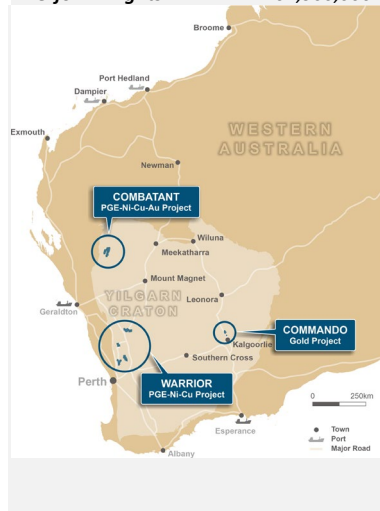 Broome
Port Hedland
Dampier
Exmouth
WESTERN
AUSTRALIA
Newman
COMBATANT
PGE-Ni-Cu-Au Project
Wiluna
Meekatharra
Mount Magnet
YILGARN
CRATON
Leonora
Geraldton
COMMANDO
Gold Project
Kalgoorlie
Southern Cross
WARRIOR
PGE-Ni-Cu Project
Perth
0 250km
Esperance
Town
Port
Major Road
Albany